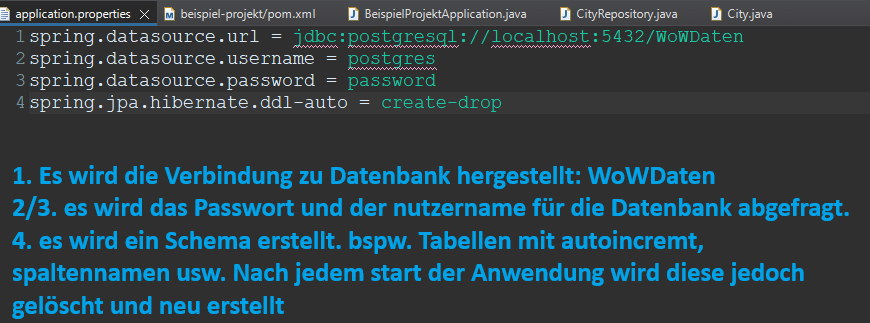 application.properties
beispiel-projekt/pom.xml
BeispielProjektApplication.java
CityRepository.java
City.java
1 spring.datasource.url = jdbc:postgresql://localhost:5432/WoWDaten
2 spring.datasource.username = postgres
3 spring.datasource.password = password
4 spring.jpa.hibernate.ddl-auto = create-drop
1. Es wird die Verbindung zu Datenbank hergestellt: WoWDaten
2/3. es wird das Passwort und der nutzername für die Datenbank abgefragt.
4. es wird ein Schema erstellt. bspw. Tabellen mit autoincremt,
spaltennamen usw. Nach jedem start der Anwendung wird diese jedoch
gelöscht und neu erstellt